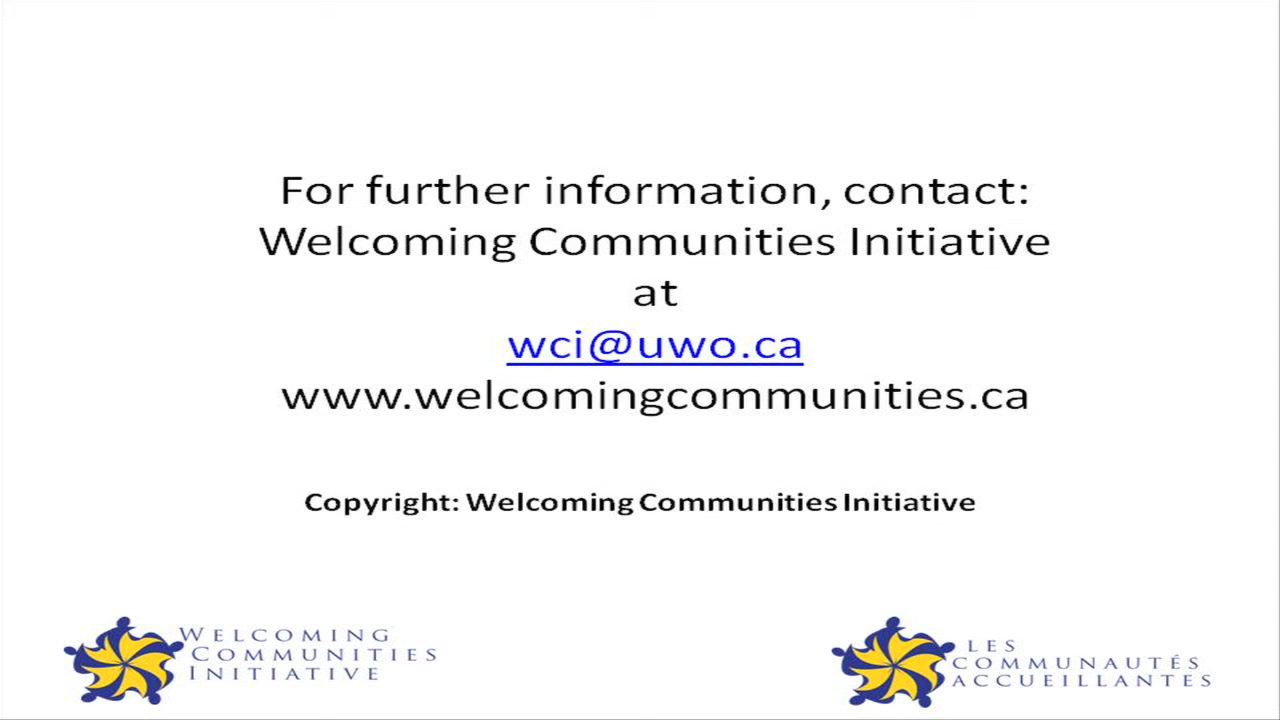 For further information, contact:
Welcoming Communities Initiative
at
wci@uwo.ca
www.welcomingcommunities.ca
Copyright: Welcoming Communities Initiative
WELCOMING
COMMUNITIES
INITIATIVE
LES
COMMUNAUTÉS
ACCUEILLANTES